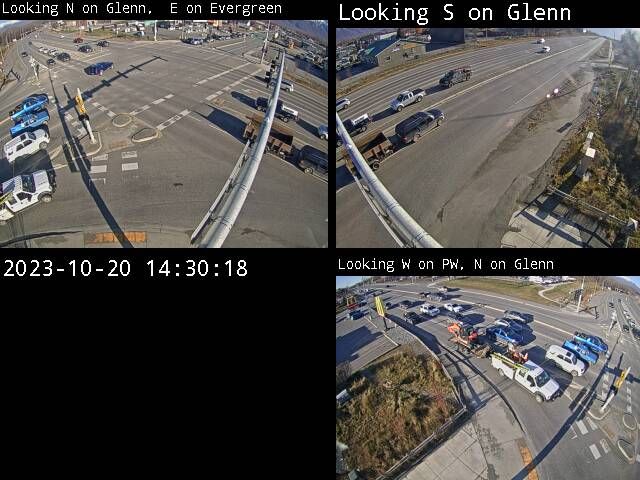 Looking N on Glenn, E on Evergreen
Looking S on Glenn
2023-10-20 14:30:18
Looking W on PW, N on Glenn